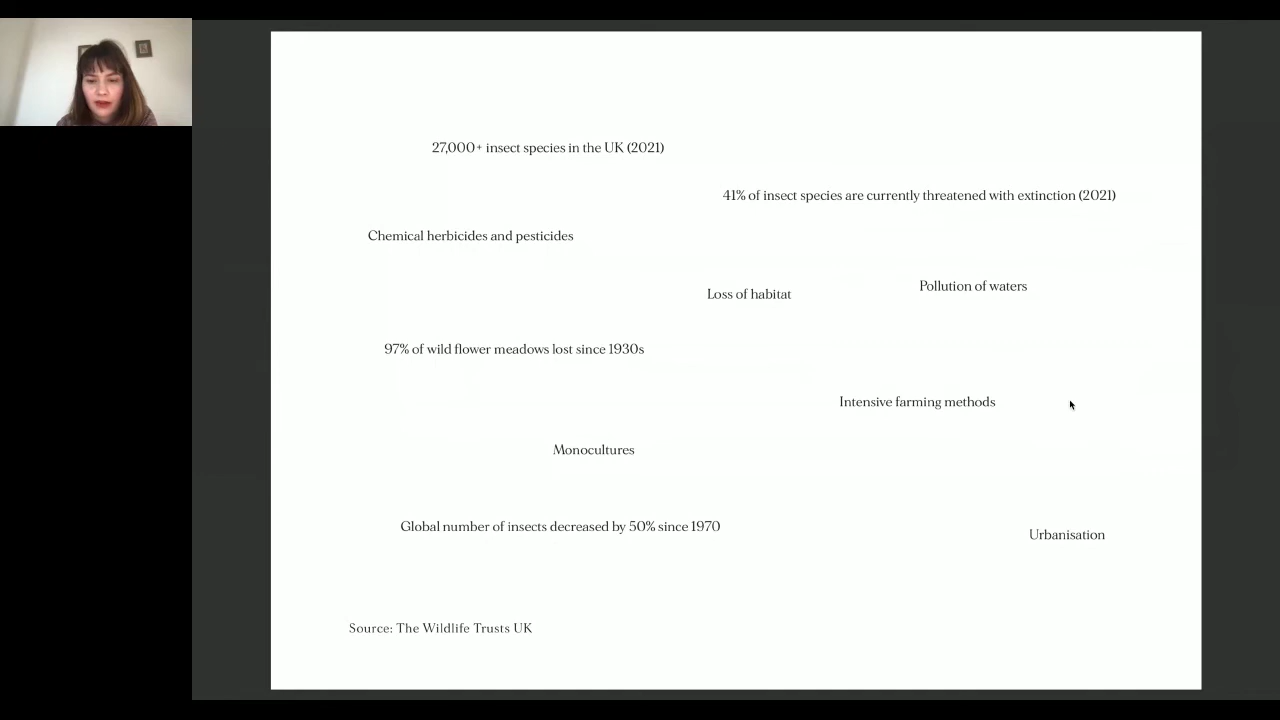 27,000+ insect species in the UK (2021)
41% of insect species are currently threatened with extinction (2021)
Chemical herbicides and pesticides
Pollution of waters
Loss of habitat
97% of wild flower meadows lost since 1930s
Intensive farming methods
Monocultures
Global number of insects decreased by 50% since 1970
Urbanisation
Source: The Wildlife Trusts UK